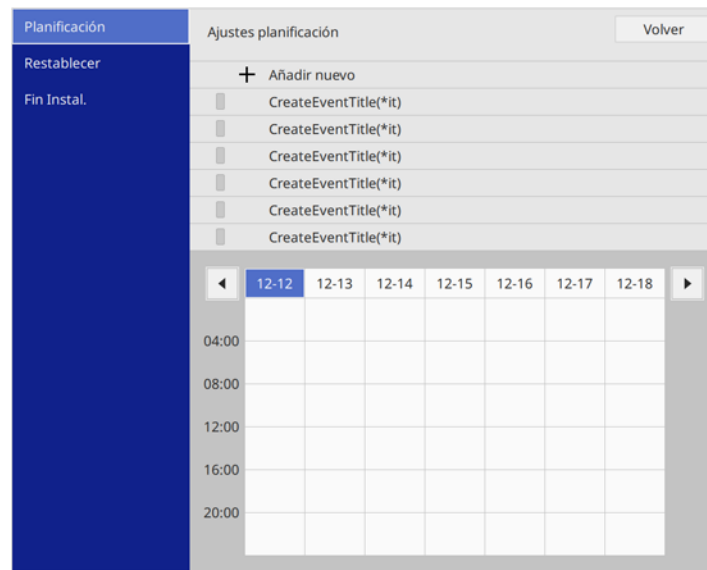 Planificación
Restablecer
Fin Instal.
Ajustes planificación
Volver
+ Añadir nuevo
CreateEventTitle(*it)
CreateEventTitle(*it)
CreateEventTitle(*it)
CreateEventTitle(*it)
CreateEventTitle(*it)
CreateEventTitle(*it)
12-12 12-13 12-14 12-15 12-16 12-17 12-18
04:00
08:00
12:00
16:00
20:00